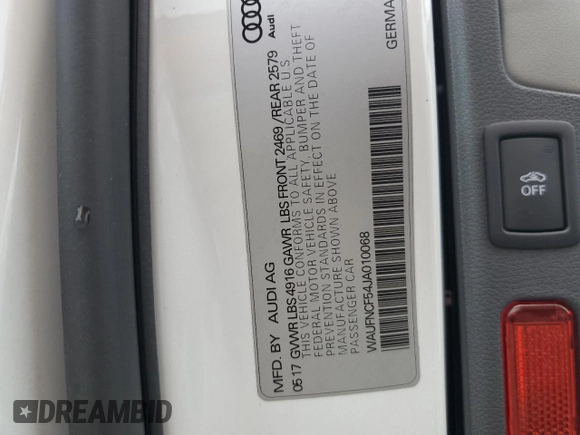 Audi
MFD. BY AUDI AG GERMA
05 17 GVWR LBS 4916 GAWR LBS FRONT 2469 / REAR 2579
THIS VEHICLE CONFORMS TO ALL APPLICABLE U S
FEDERAL MOTOR VEHICLE SAFETY, BUMPER AND THEFT
PREVENTION STANDARDS IN EFFECT ON THE DATE OF
MANUFACTURE SHOWN ABOVE
PASSENGER CAR
WAUFNCF54JA010068
OFF
DREAMBID